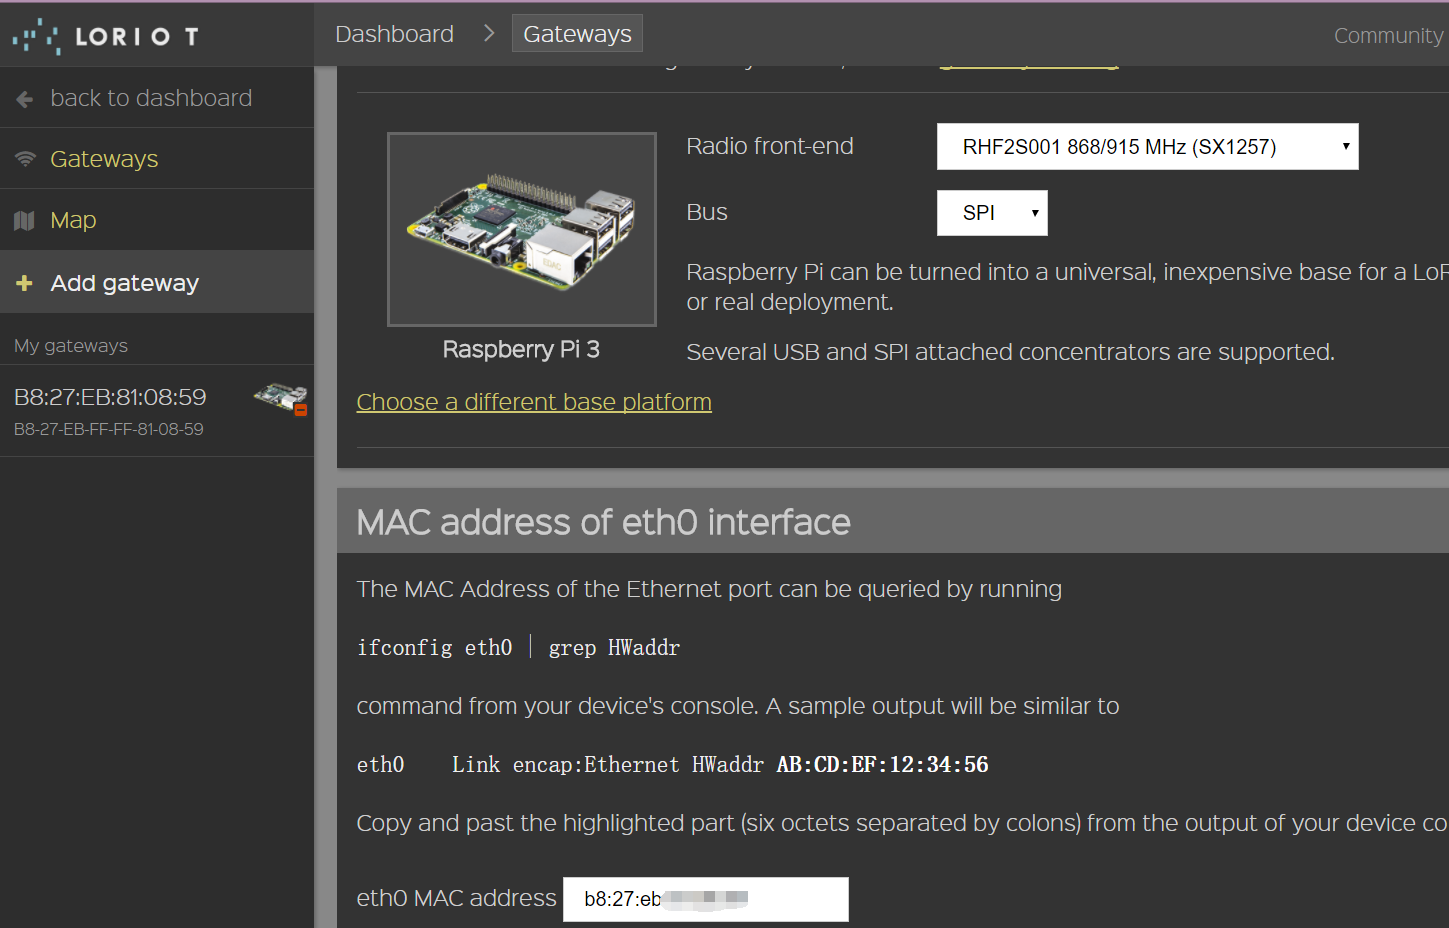 LORIOT
Dashboard > Gateways
Community
back to dashboard
Gateways
Map
Add gateway
My gateways
B8:27:EB:81:08:59
B8-27-EB-FF-FF-81-08-59
Radio front-end
RHF2S001 868/915 MHz (SX1257)
Bus
SPI
Raspberry Pi can be turned into a universal, inexpensive base for a LoR
or real deployment.
Several USB and SPI attached concentrators are supported.
Raspberry Pi 3
Choose a different base platform
MAC address of eth0 interface
The MAC Address of the Ethernet port can be queried by running
ifconfig eth0 | grep HWaddr
command from your device's console. A sample output will be similar to
eth0 Link encap:Ethernet HWaddr AB:CD:EF:12:34:56
Copy and past the highlighted part (six octets separated by colons) from the output of your device co
eth0 MAC address b8:27:eb